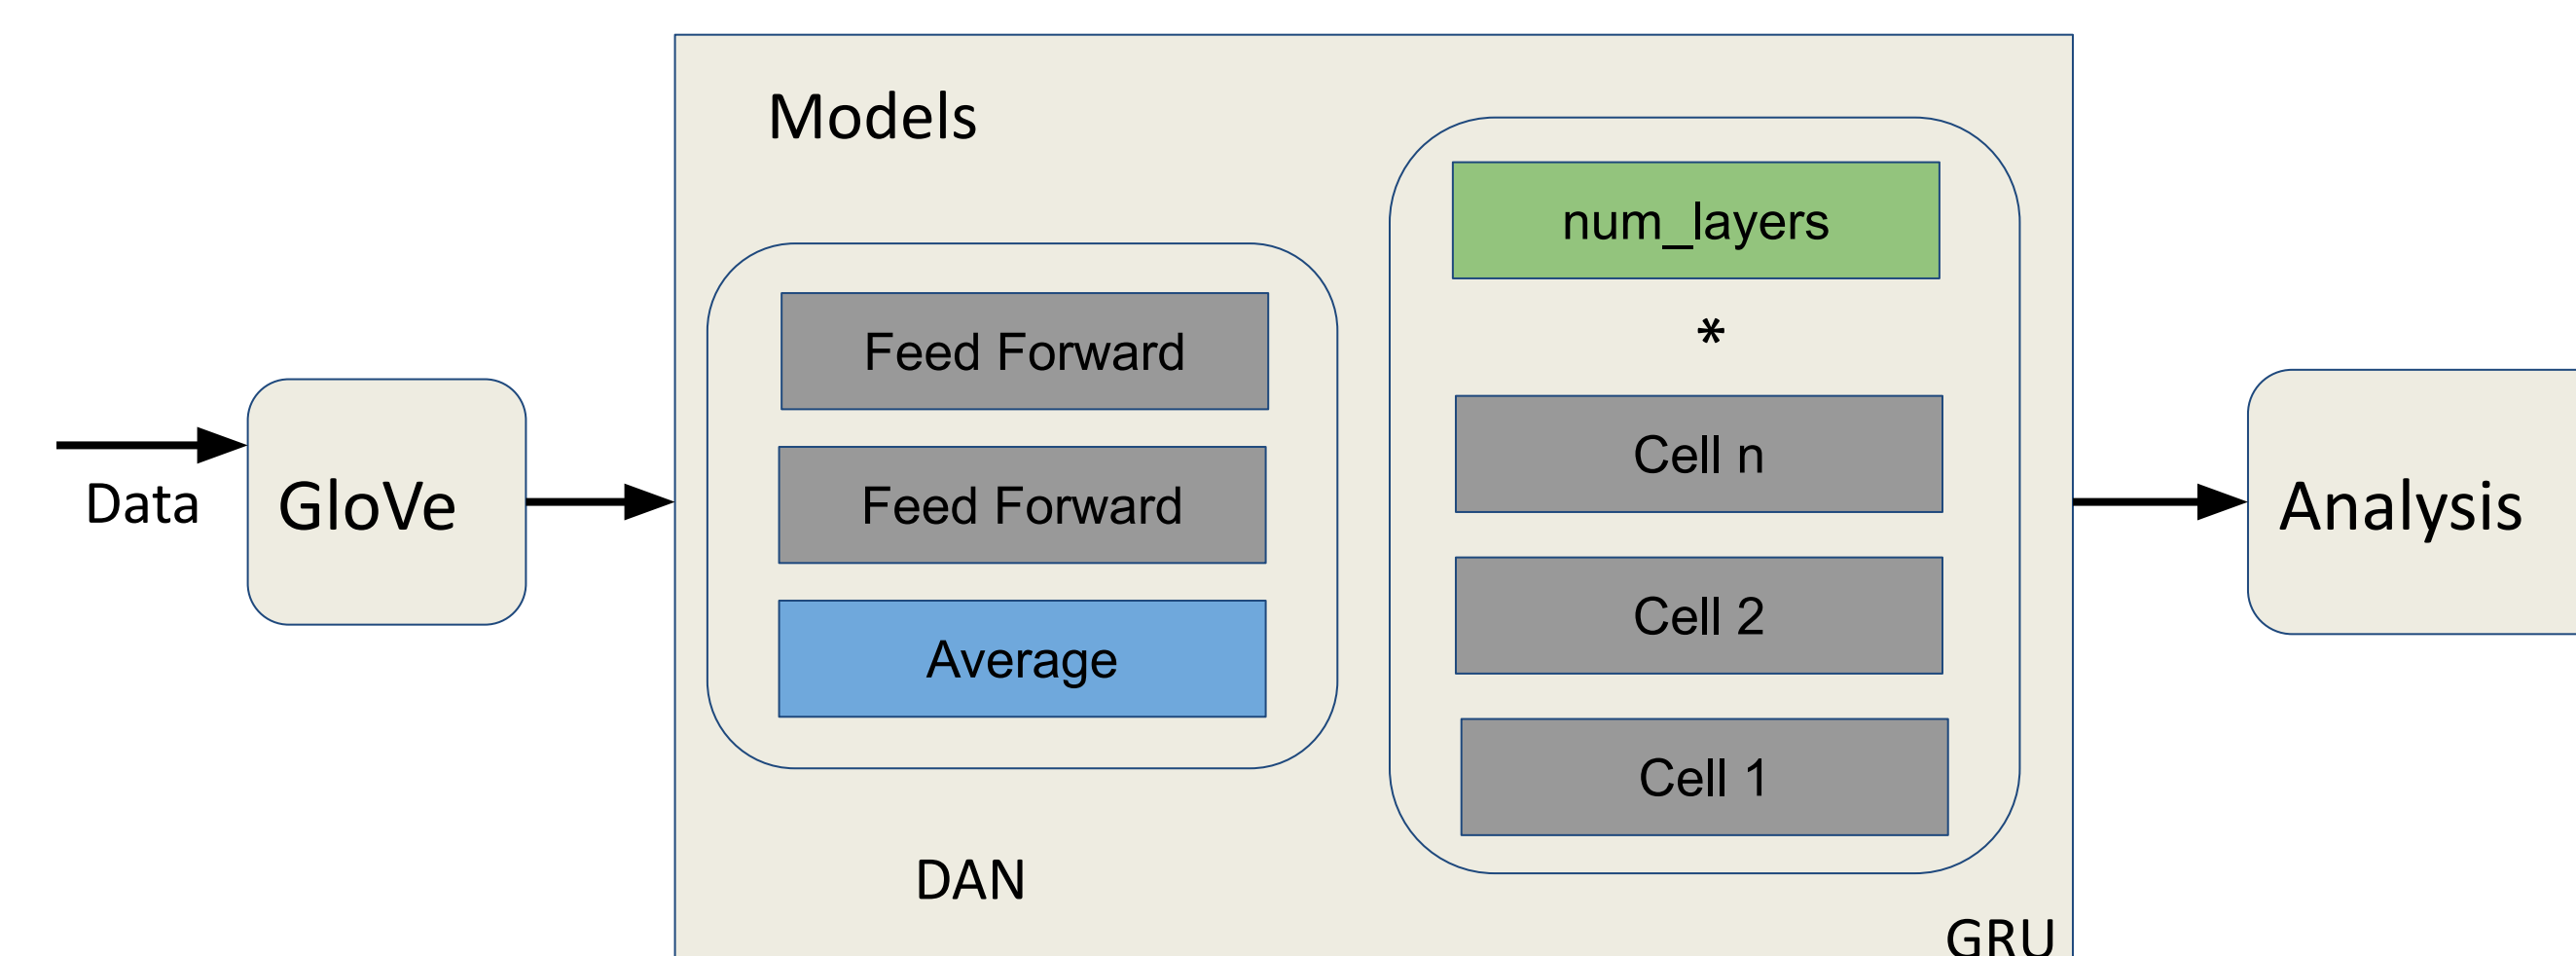 Data
GloVe
Models
Feed Forward
Feed Forward
Average
DAN
num_layers
*
Cell n
Cell 2
Cell 1
GRU
Analysis